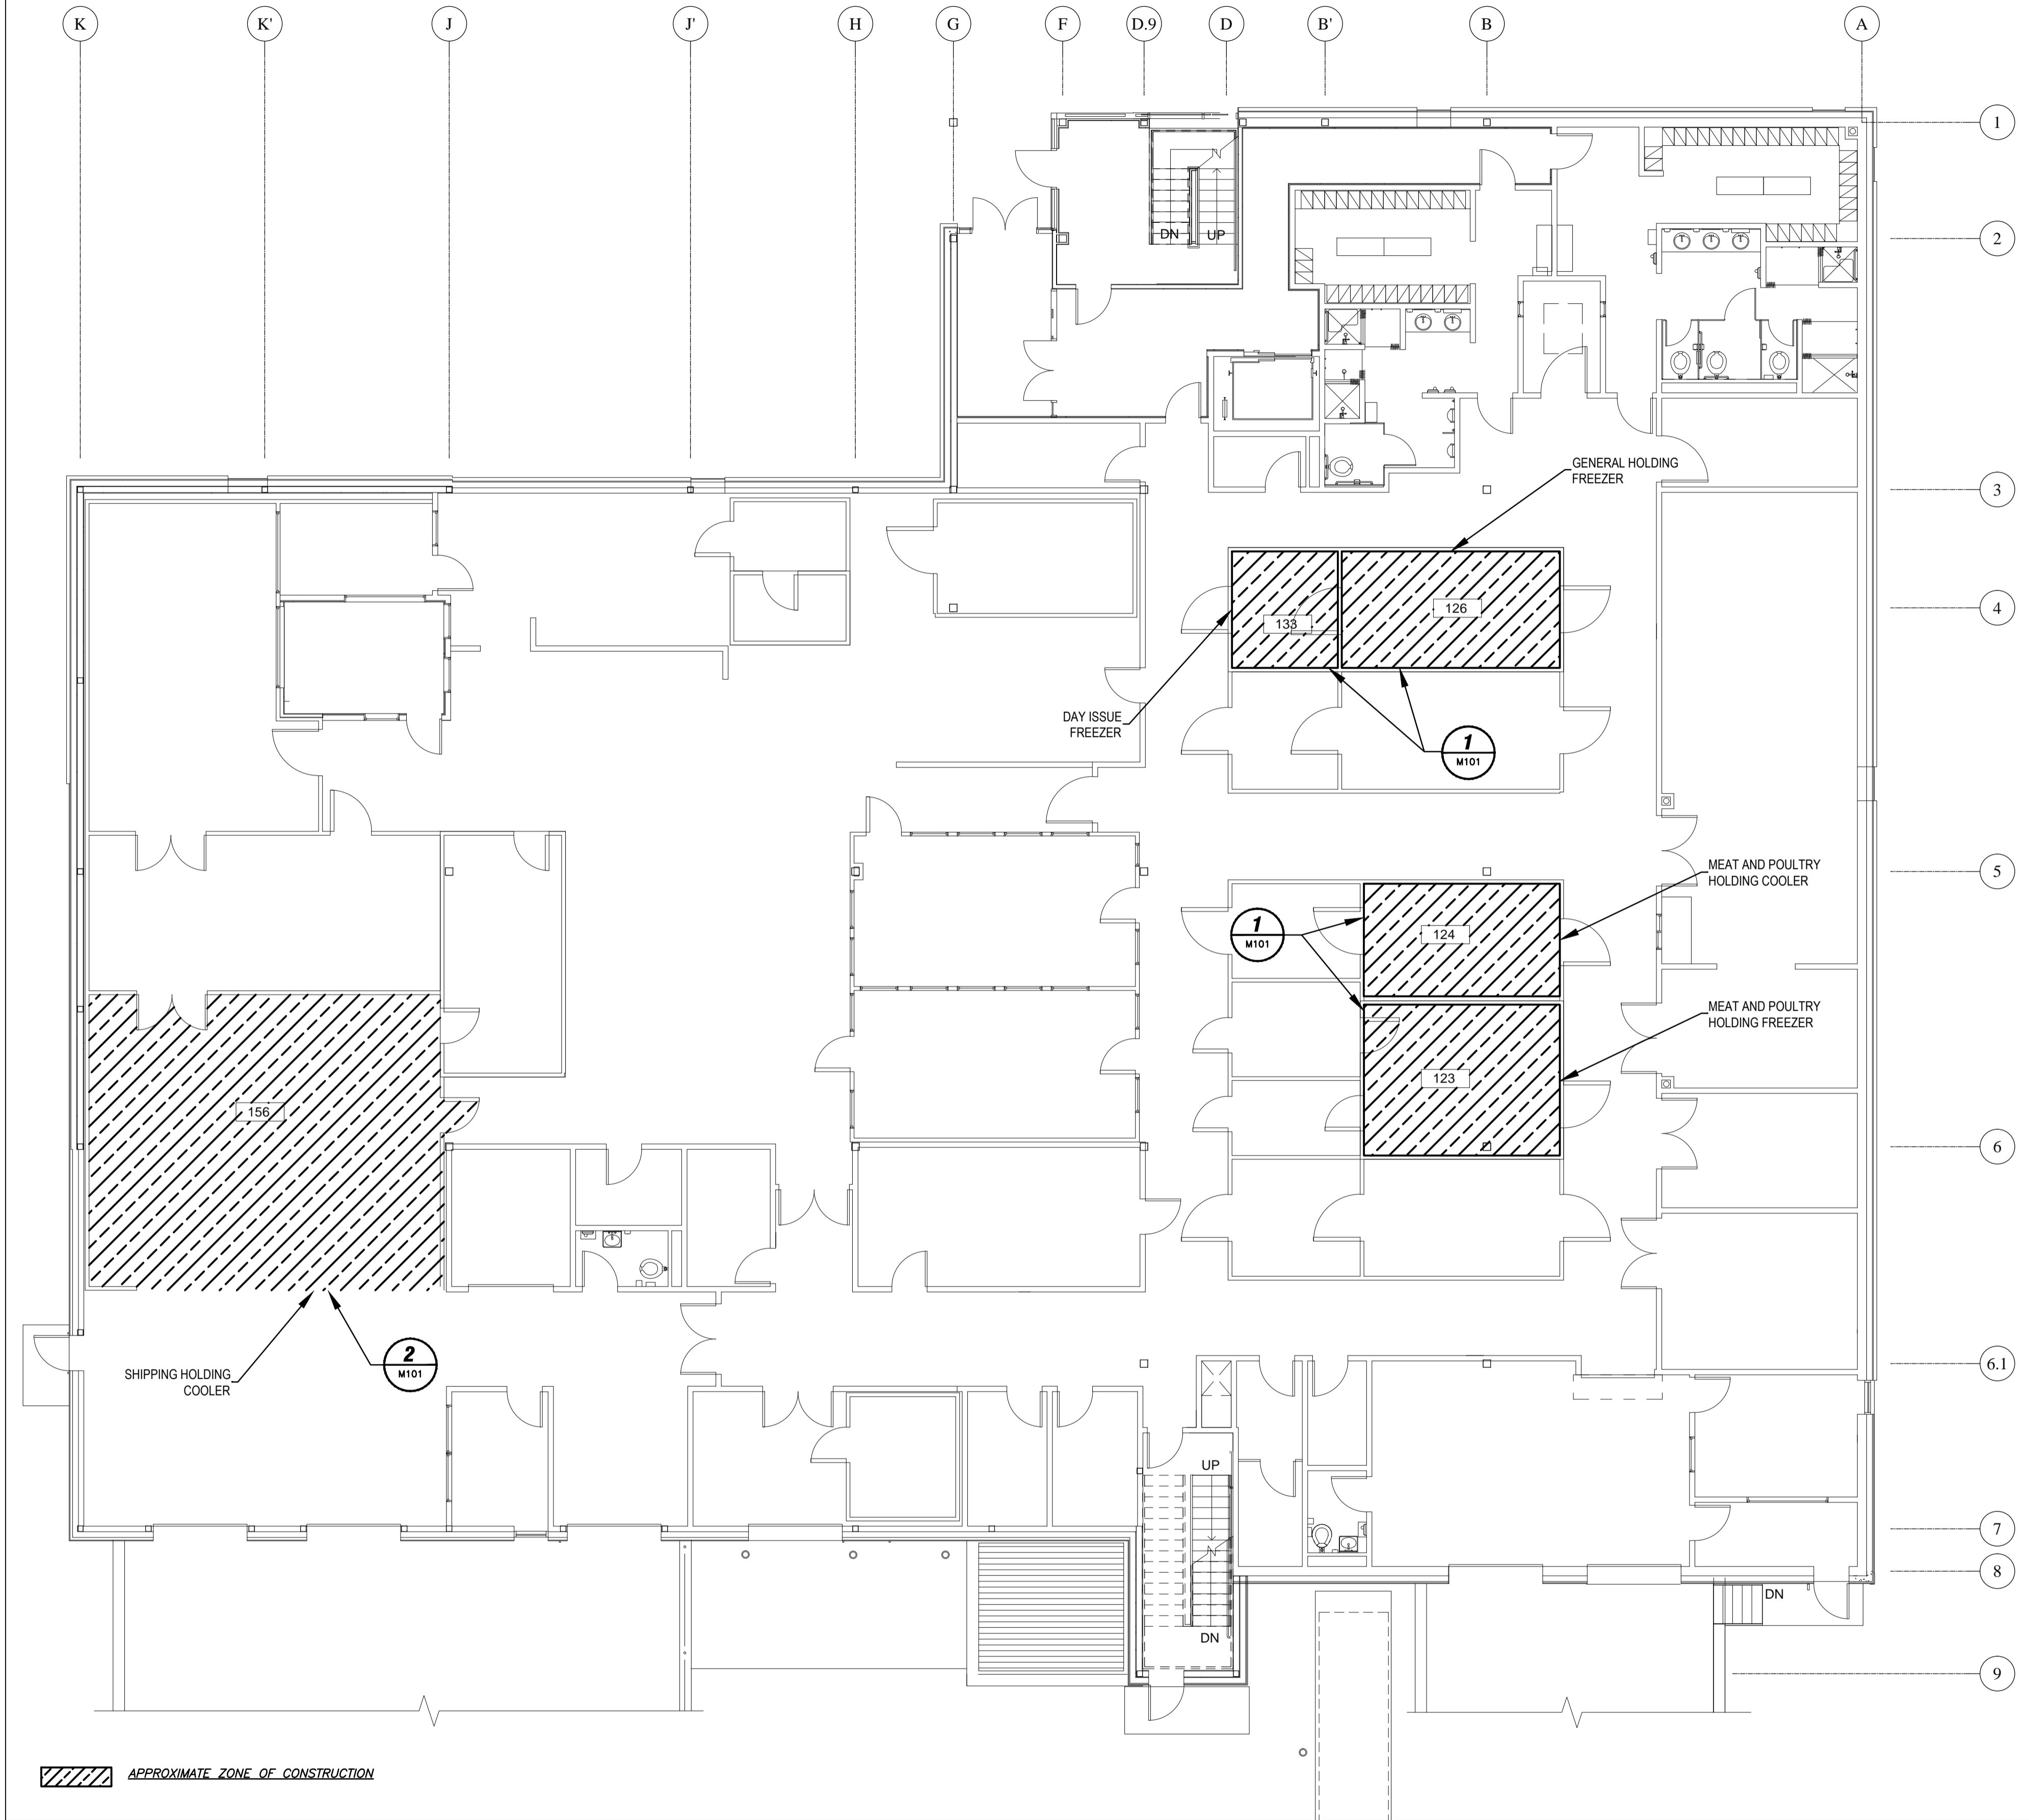 K K' J J' H G F D.9 D B' B A
1
DN UP
2
GENERAL HOLDING
FREEZER
3
133 126
4
DAY ISSUE
FREEZER
1
M101
MEAT AND POULTRY
HOLDING COOLER
5
1
M101
124
MEAT AND POULTRY
HOLDING FREEZER
123
156
6
SHIPPING HOLDING
COOLER
2
M101
6.1
UP
7
8
DN
DN
9
APPROXIMATE ZONE OF CONSTRUCTION